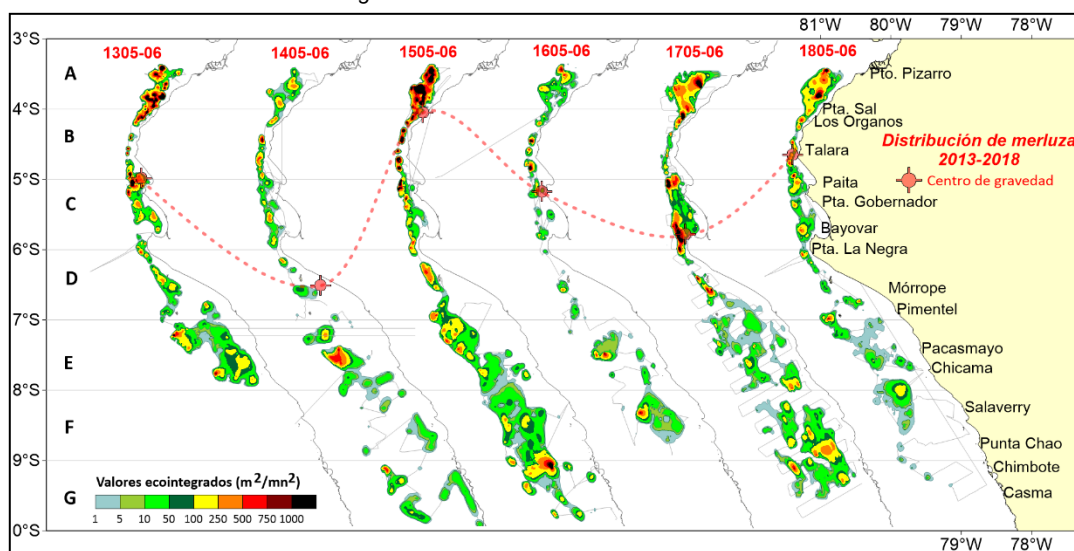 81°W 80°W 79°W 78°W
3°S
1305-06 1405-06 1505-06 1605-06 1705-06 1805-06
A
Pto. Pizarro
4°S
Pta. Sal
Los Órganos
B
Distribución de merluza
2013-2018
Talara
Centro de gravedad
5°S
Paita
C
Pta. Gobernador
Bayovar
6°S
Pta. La Negra
D
Mórrope
Pimentel
7°S
Pacasmayo
E
Chicama
8°S
Salaverry
F
Punta Chao
9°S
Chimbote
Valores ecointegrados (m²/mn²)
Casma
G
1 5 10 50 100 250 500 750 1000
0°S
79°W 78°W